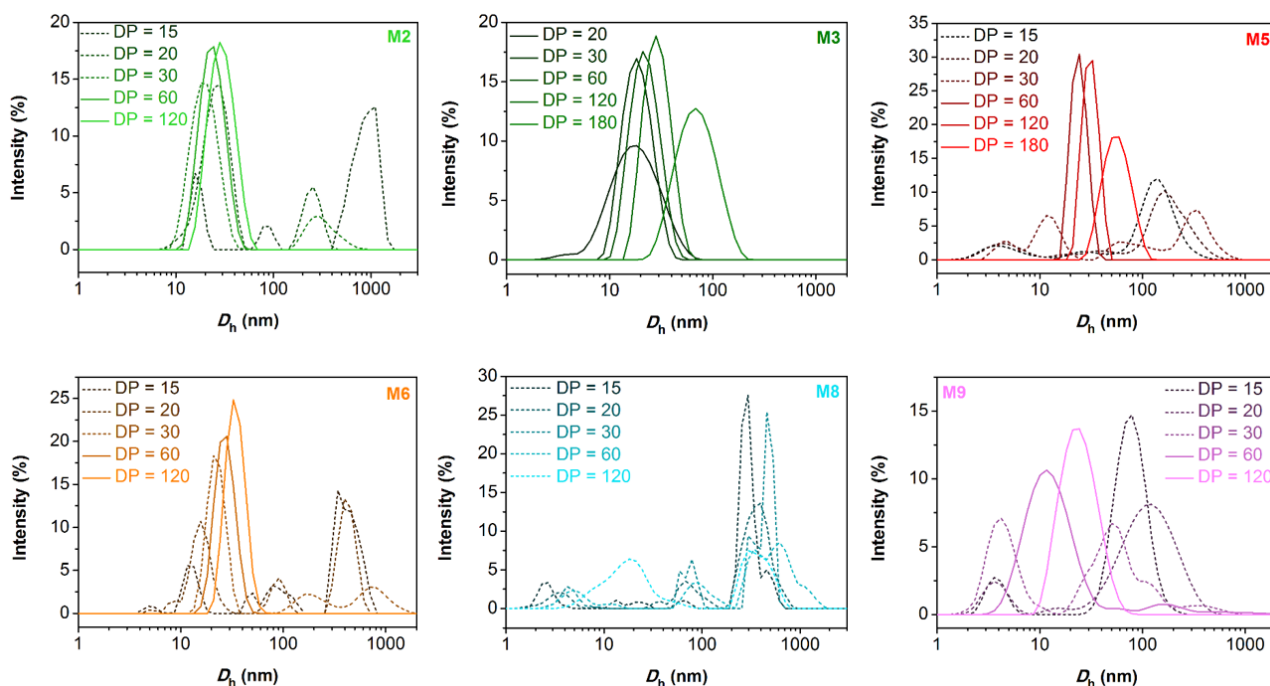 M2
DP = 15
DP = 20
DP = 30
DP = 60
DP = 120
20
15
10
5
0
Intensity (%)
1 10 100 1000
Dh (nm)
M3
DP = 20
DP = 30
DP = 60
DP = 120
DP = 180
20
15
10
5
0
Intensity (%)
1 10 100 1000
Dh (nm)
M5
DP = 15
DP = 20
DP = 30
DP = 60
DP = 120
DP = 180
35
30
25
20
15
10
5
0
Intensity (%)
1 10 100 1000
Dh (nm)
M6
DP = 15
DP = 20
DP = 30
DP = 60
DP = 120
25
20
15
10
5
0
Intensity (%)
1 10 100 1000
Dh (nm)
M8
DP = 15
DP = 20
DP = 30
DP = 60
DP = 120
30
25
20
15
10
5
0
Intensity (%)
1 10 100 1000
Dh (nm)
M9
DP = 15
DP = 20
DP = 30
DP = 60
DP = 120
15
10
5
0
Intensity (%)
1 10 100 1000
Dh (nm)